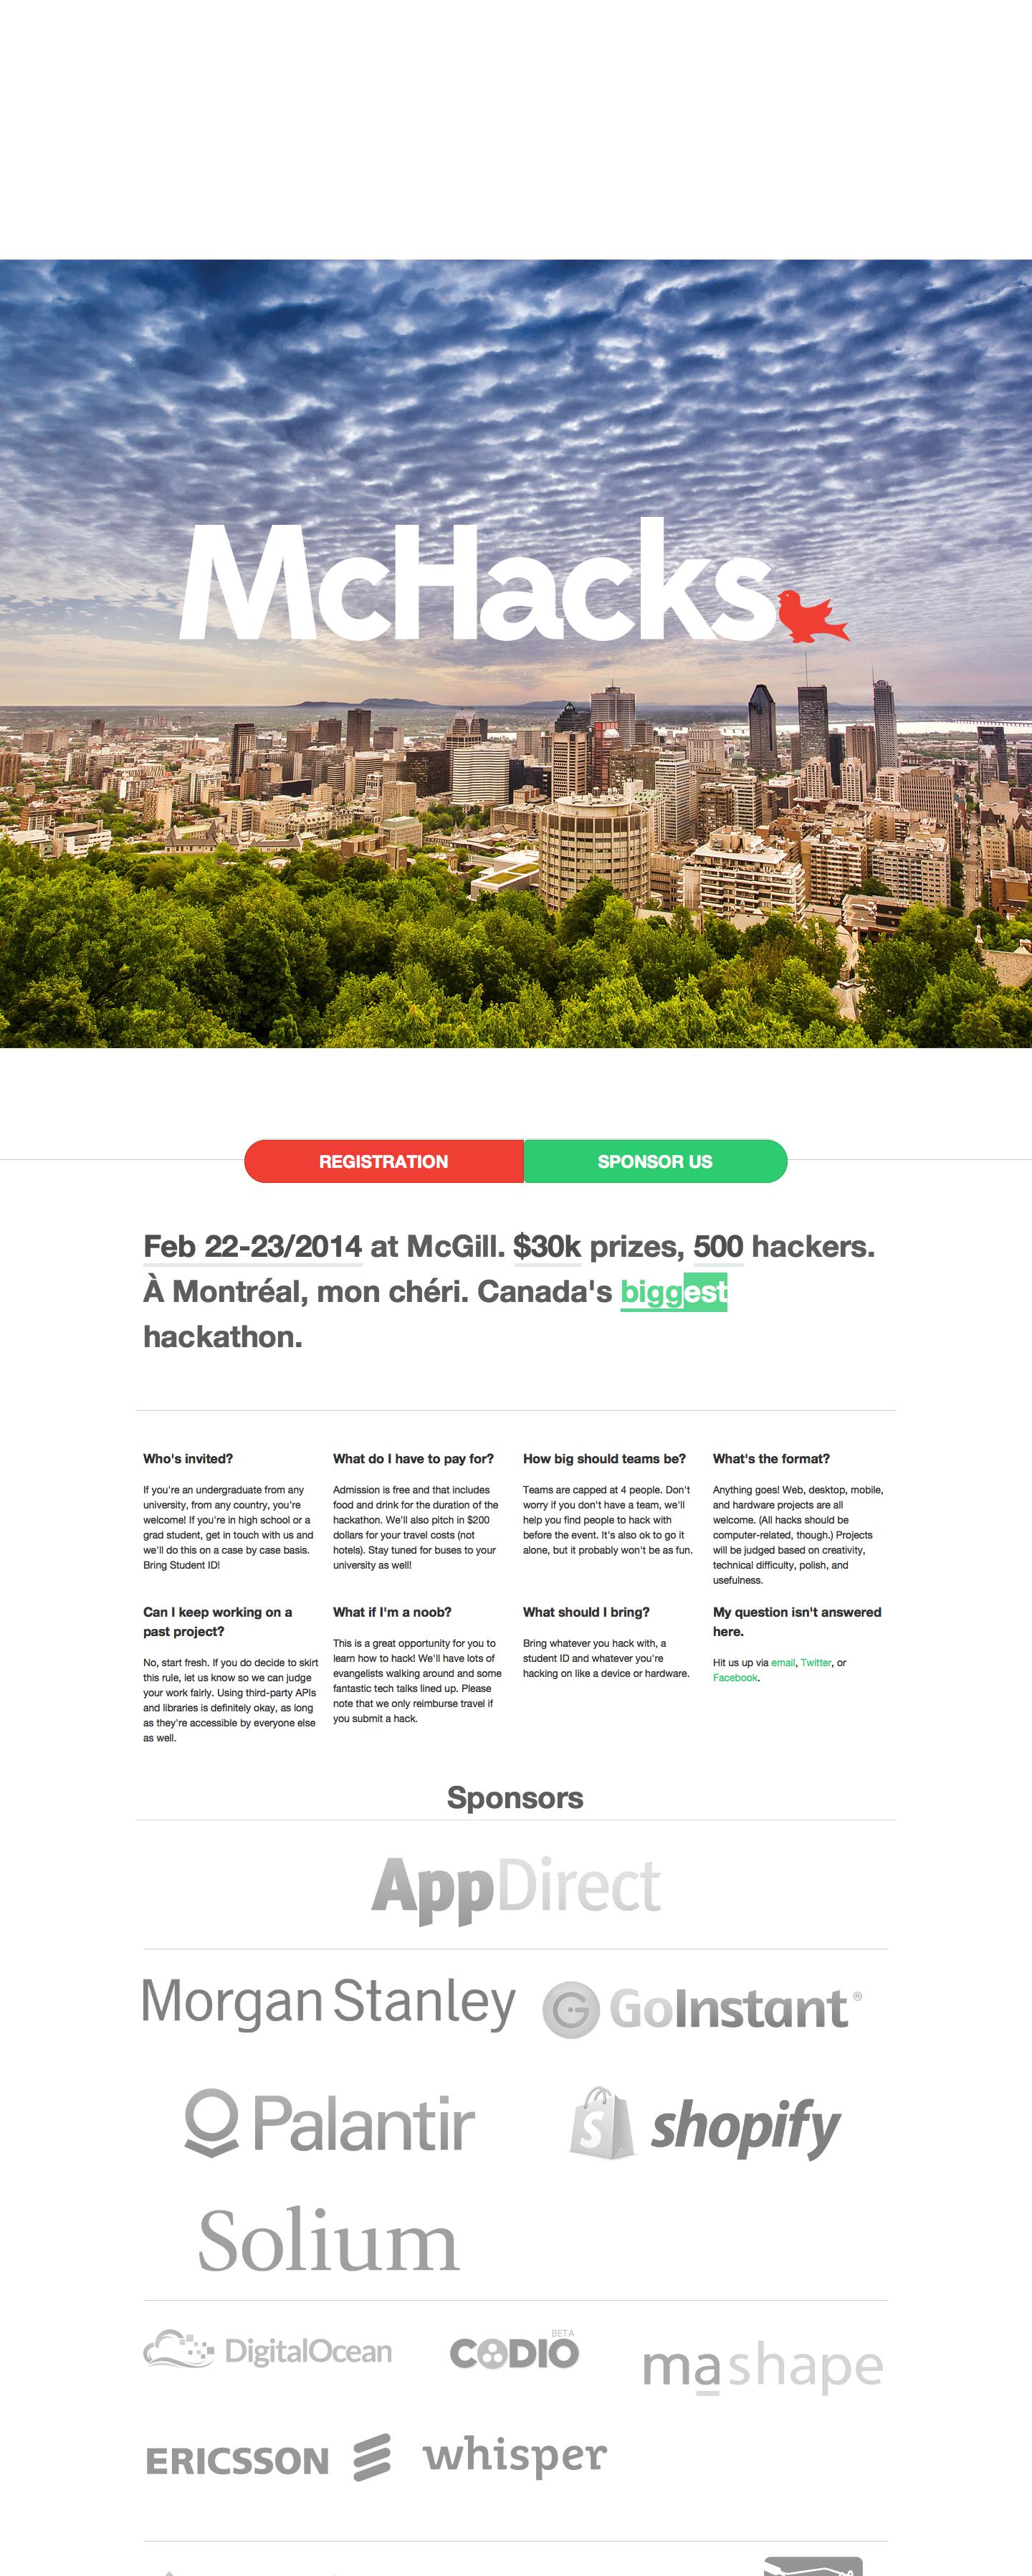 McHacks
REGISTRATION
SPONSOR US
Feb 22-23/2014 at McGill. $30k prizes, 500 hackers.
À Montréal, mon chéri. Canada's biggest
hackathon.
Who's invited?
If you're an undergraduate from any
university, from any country, you're
welcome! If you're in high school or a
grad student, get in touch with us and
we'll do this on a case by case basis.
Bring Student ID!
What do I have to pay for?
Admission is free and that includes
food and drink for the duration of the
hackathon. We'll also pitch in $200
dollars for your travel costs (not
hotels). Stay tuned for buses to your
university as well!
How big should teams be?
Teams are capped at 4 people. Don't
worry if you don't have a team, we'll
help you find people to hack with
before the event. It's also ok to go it
alone, but it probably won't be as fun.
What's the format?
Anything goes! Web, desktop, mobile,
and hardware projects are all
welcome. (All hacks should be
computer-related, though.) Projects
will be judged based on creativity,
technical difficulty, polish, and
usefulness.
Can I keep working on a
past project?
No, start fresh. If you do decide to skirt
this rule, let us know so we can judge
your work fairly. Using third-party APIs
and libraries is definitely okay, as long
as they're accessible by everyone else
as well.
What if I'm a noob?
This is a great opportunity for you to
learn how to hack! We'll have lots of
evangelists walking around and some
fantastic tech talks lined up. Please
note that we only reimburse travel if
you submit a hack.
What should I bring?
Bring whatever you hack with, a
student ID and whatever you're
hacking on like a device or hardware.
My question isn't answered
here.
Hit us up via email, Twitter, or
Facebook.
Sponsors
AppDirect
Morgan Stanley
GoInstant®
Palantir
shopify
Solium
DigitalOcean
CODIO BETA
mashape
ERICSSON
whisper